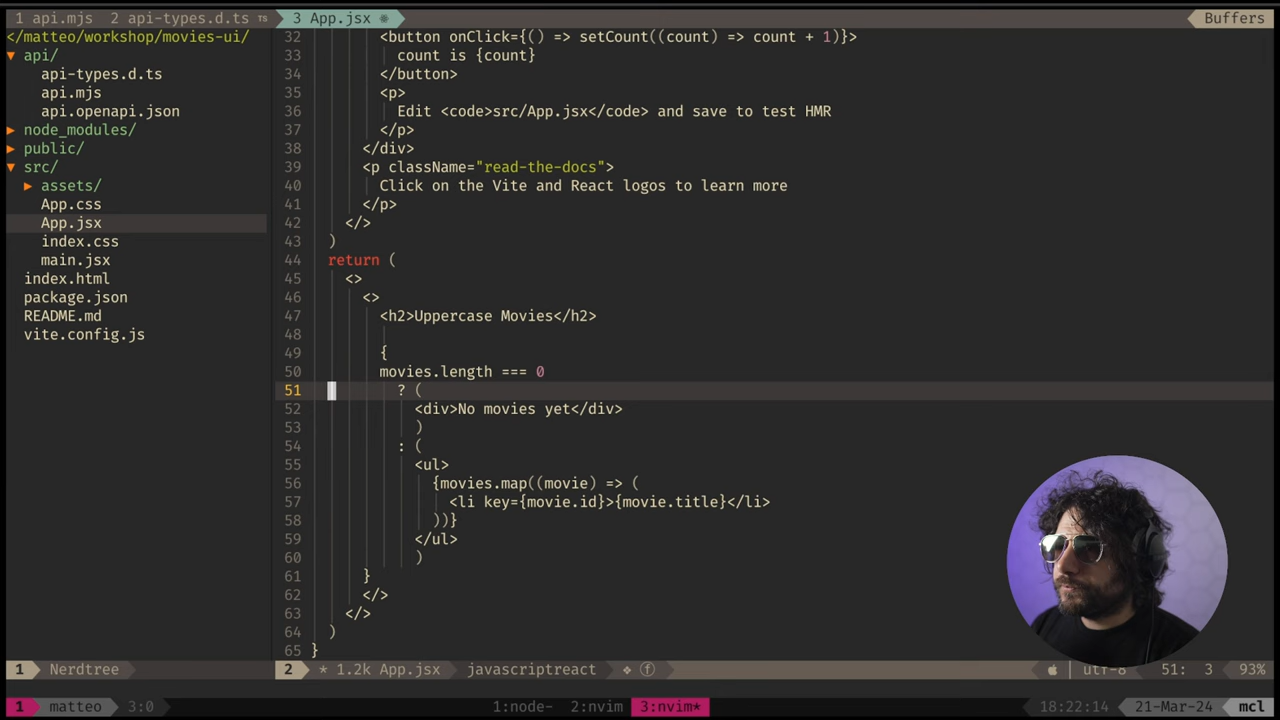 1 api.mjs 2 api-types.d.ts TS 3 App.jsx Buffers
</matteo/workshop/movies-ui/
▼ api/
api-types.d.ts
api.mjs
api.openapi.json
▶ node_modules/
▶ public/
▼ src/
▶ assets/
App.css
App.jsx
index.css
main.jsx
index.html
package.json
README.md
vite.config.js
32 <button onClick={() => setCount((count) => count + 1)}>
33 count is {count}
34 </button>
35 <p>
36 Edit <code>src/App.jsx</code> and save to test HMR
37 </p>
38 </div>
39 <p className="read-the-docs">
40 Click on the Vite and React logos to learn more
41 </p>
42 </>
43 )
44 return (
45 <>
46 <>
47 <h2>Uppercase Movies</h2>
48
49 {
50 movies.length === 0
51 ? (
52 <div>No movies yet</div>
53 )
54 : (
55 <ul>
56 {movies.map((movie) => (
57 <li key={movie.id}>{movie.title}</li>
58 ))}
59 </ul>
60 )
61 }
62 </>
63 </>
64 )
65 }
1 Nerdtree 2 * 1.2k App.jsx javascriptreact ❖ ⓕ utf-8 51: 3 93%
1 matteo 3:0 1:node- 2:nvim 3:nvim* 18:22:14 21-Mar-24 mcl